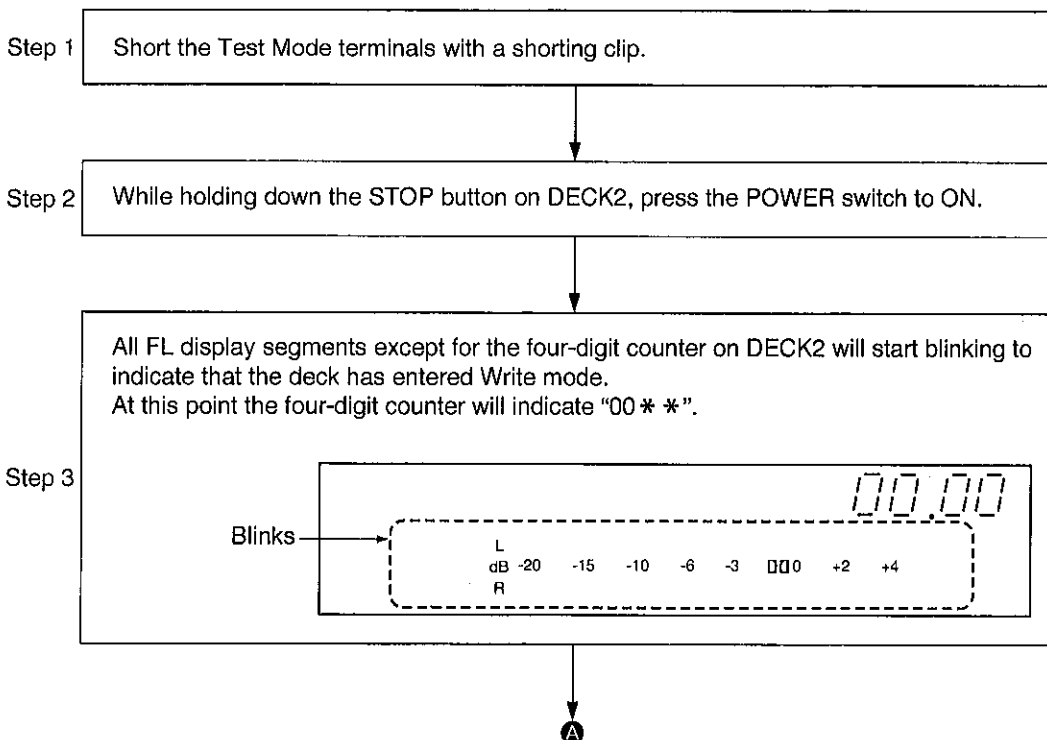 Step 1
Short the Test Mode terminals with a shorting clip.
Step 2
While holding down the STOP button on DECK2, press the POWER switch to ON.
Step 3
All FL display segments except for the four-digit counter on DECK2 will start blinking to
indicate that the deck has entered Write mode.
At this point the four-digit counter will indicate “00＊＊”.
00.00
Blinks
L
dB -20 -15 -10 -6 -3 0 +2 +4
R
A